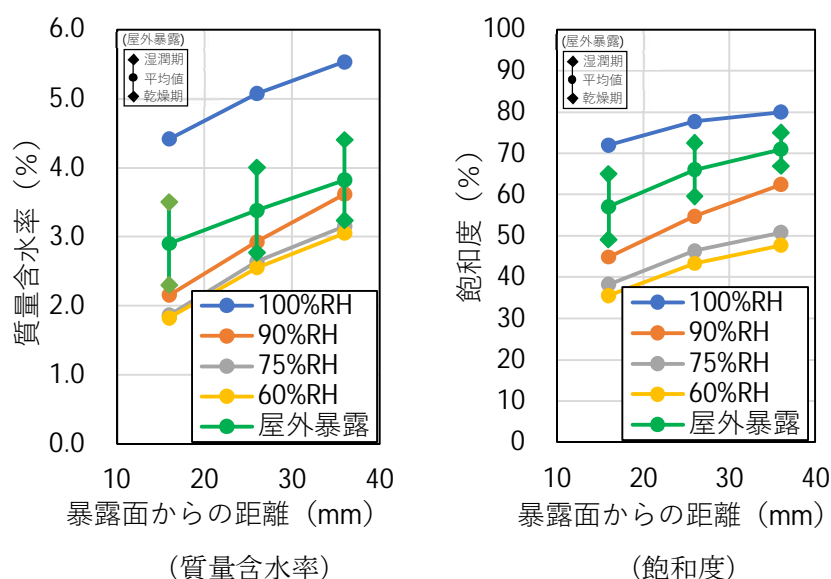 質量含水率（%）
6.0
5.0
4.0
3.0
2.0
1.0
0.0
(屋外暴露)
湿潤期
平均値
乾燥期
100%RH
90%RH
75%RH
60%RH
屋外暴露
10 20 30 40
暴露面からの距離（mm）
（質量含水率）
飽和度（%）
100
90
80
70
60
50
40
30
20
10
0
(屋外暴露)
湿潤期
平均値
乾燥期
100%RH
90%RH
75%RH
60%RH
屋外暴露
10 20 30 40
暴露面からの距離（mm）
（飽和度）